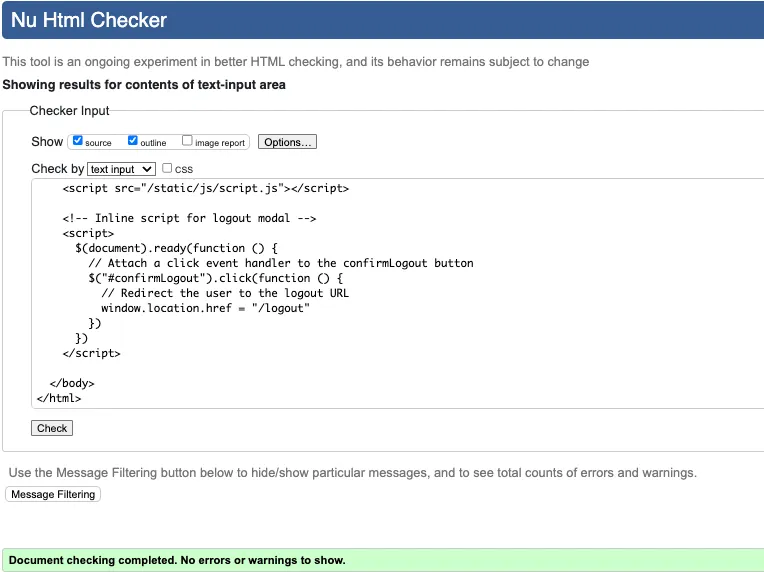 Nu Html Checker
This tool is an ongoing experiment in better HTML checking, and its behavior remains subject to change
Showing results for contents of text-input area
Checker Input
Show source outline image report Options...
Check by text input css
<script src="/static/js/script.js"></script>
<!-- Inline script for logout modal -->
<script>
$(document).ready(function () {
// Attach a click event handler to the confirmLogout button
$("#confirmLogout").click(function () {
// Redirect the user to the logout URL
window.location.href = "/logout"
})
})
</script>
</body>
</html>
Check
Use the Message Filtering button below to hide/show particular messages, and to see total counts of errors and warnings.
Message Filtering
Document checking completed. No errors or warnings to show.